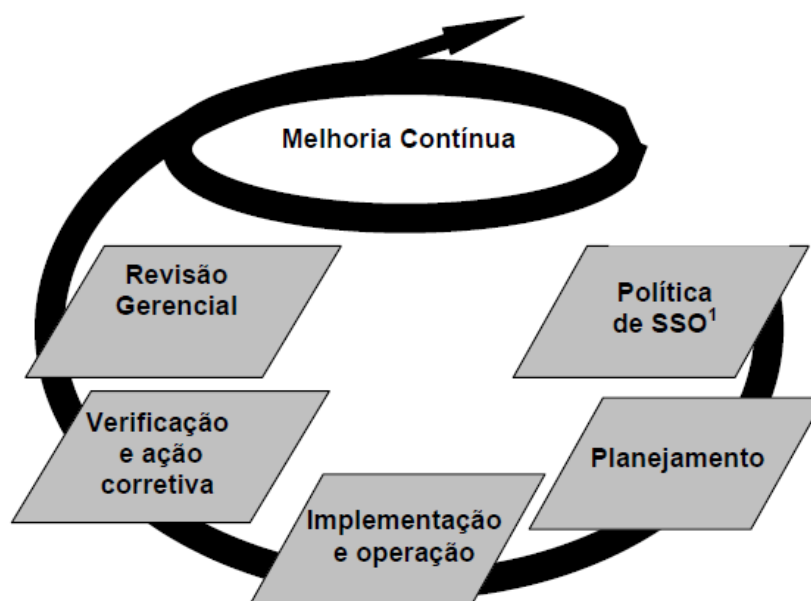 Melhoria Contínua
Revisão
Gerencial
Política
de SSO¹
Verificação
e ação
corretiva
Planejamento
Implementação
e operação